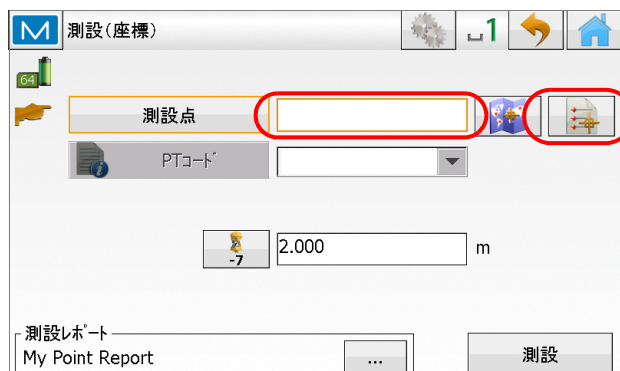 M 測設(座標) 1
64
測設点
PTｺｰﾄﾞ
-7 2.000 m
測設ﾚﾎﾟｰﾄ
My Point Report ... 測設